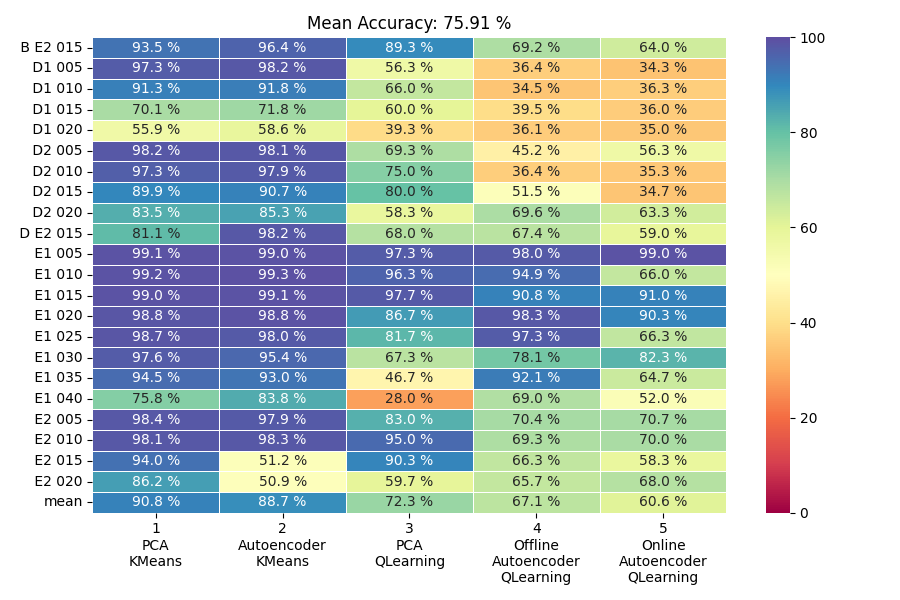 Mean Accuracy: 75.91 %
B E2 015 93.5 % 96.4 % 89.3 % 69.2 % 64.0 %
D1 005 97.3 % 98.2 % 56.3 % 36.4 % 34.3 %
D1 010 91.3 % 91.8 % 66.0 % 34.5 % 36.3 %
D1 015 70.1 % 71.8 % 60.0 % 39.5 % 36.0 %
D1 020 55.9 % 58.6 % 39.3 % 36.1 % 35.0 %
D2 005 98.2 % 98.1 % 69.3 % 45.2 % 56.3 %
D2 010 97.3 % 97.9 % 75.0 % 36.4 % 35.3 %
D2 015 89.9 % 90.7 % 80.0 % 51.5 % 34.7 %
D2 020 83.5 % 85.3 % 58.3 % 69.6 % 63.3 %
D E2 015 81.1 % 98.2 % 68.0 % 67.4 % 59.0 %
E1 005 99.1 % 99.0 % 97.3 % 98.0 % 99.0 %
E1 010 99.2 % 99.3 % 96.3 % 94.9 % 66.0 %
E1 015 99.0 % 99.1 % 97.7 % 90.8 % 91.0 %
E1 020 98.8 % 98.8 % 86.7 % 98.3 % 90.3 %
E1 025 98.7 % 98.0 % 81.7 % 97.3 % 66.3 %
E1 030 97.6 % 95.4 % 67.3 % 78.1 % 82.3 %
E1 035 94.5 % 93.0 % 46.7 % 92.1 % 64.7 %
E1 040 75.8 % 83.8 % 28.0 % 69.0 % 52.0 %
E2 005 98.4 % 97.9 % 83.0 % 70.4 % 70.7 %
E2 010 98.1 % 98.3 % 95.0 % 69.3 % 70.0 %
E2 015 94.0 % 51.2 % 90.3 % 66.3 % 58.3 %
E2 020 86.2 % 50.9 % 59.7 % 65.7 % 68.0 %
mean 90.8 % 88.7 % 72.3 % 67.1 % 60.6 %
1 2 3 4 5
PCA Autoencoder PCA Offline Online
KMeans KMeans QLearning Autoencoder Autoencoder
QLearning QLearning
100
80
60
40
20
0